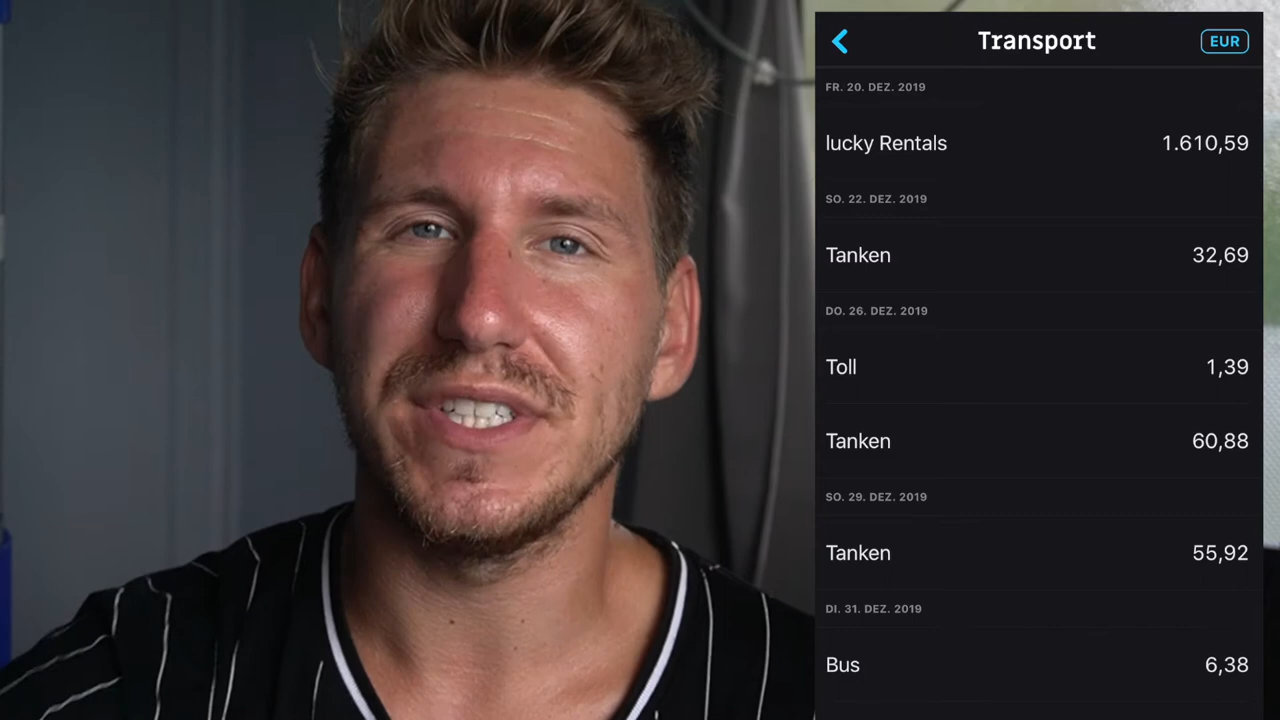 Transport
EUR
FR. 20. DEZ. 2019
lucky Rentals 1.610,59
SO. 22. DEZ. 2019
Tanken 32,69
DO. 26. DEZ. 2019
Toll 1,39
Tanken 60,88
SO. 29. DEZ. 2019
Tanken 55,92
DI. 31. DEZ. 2019
Bus 6,38